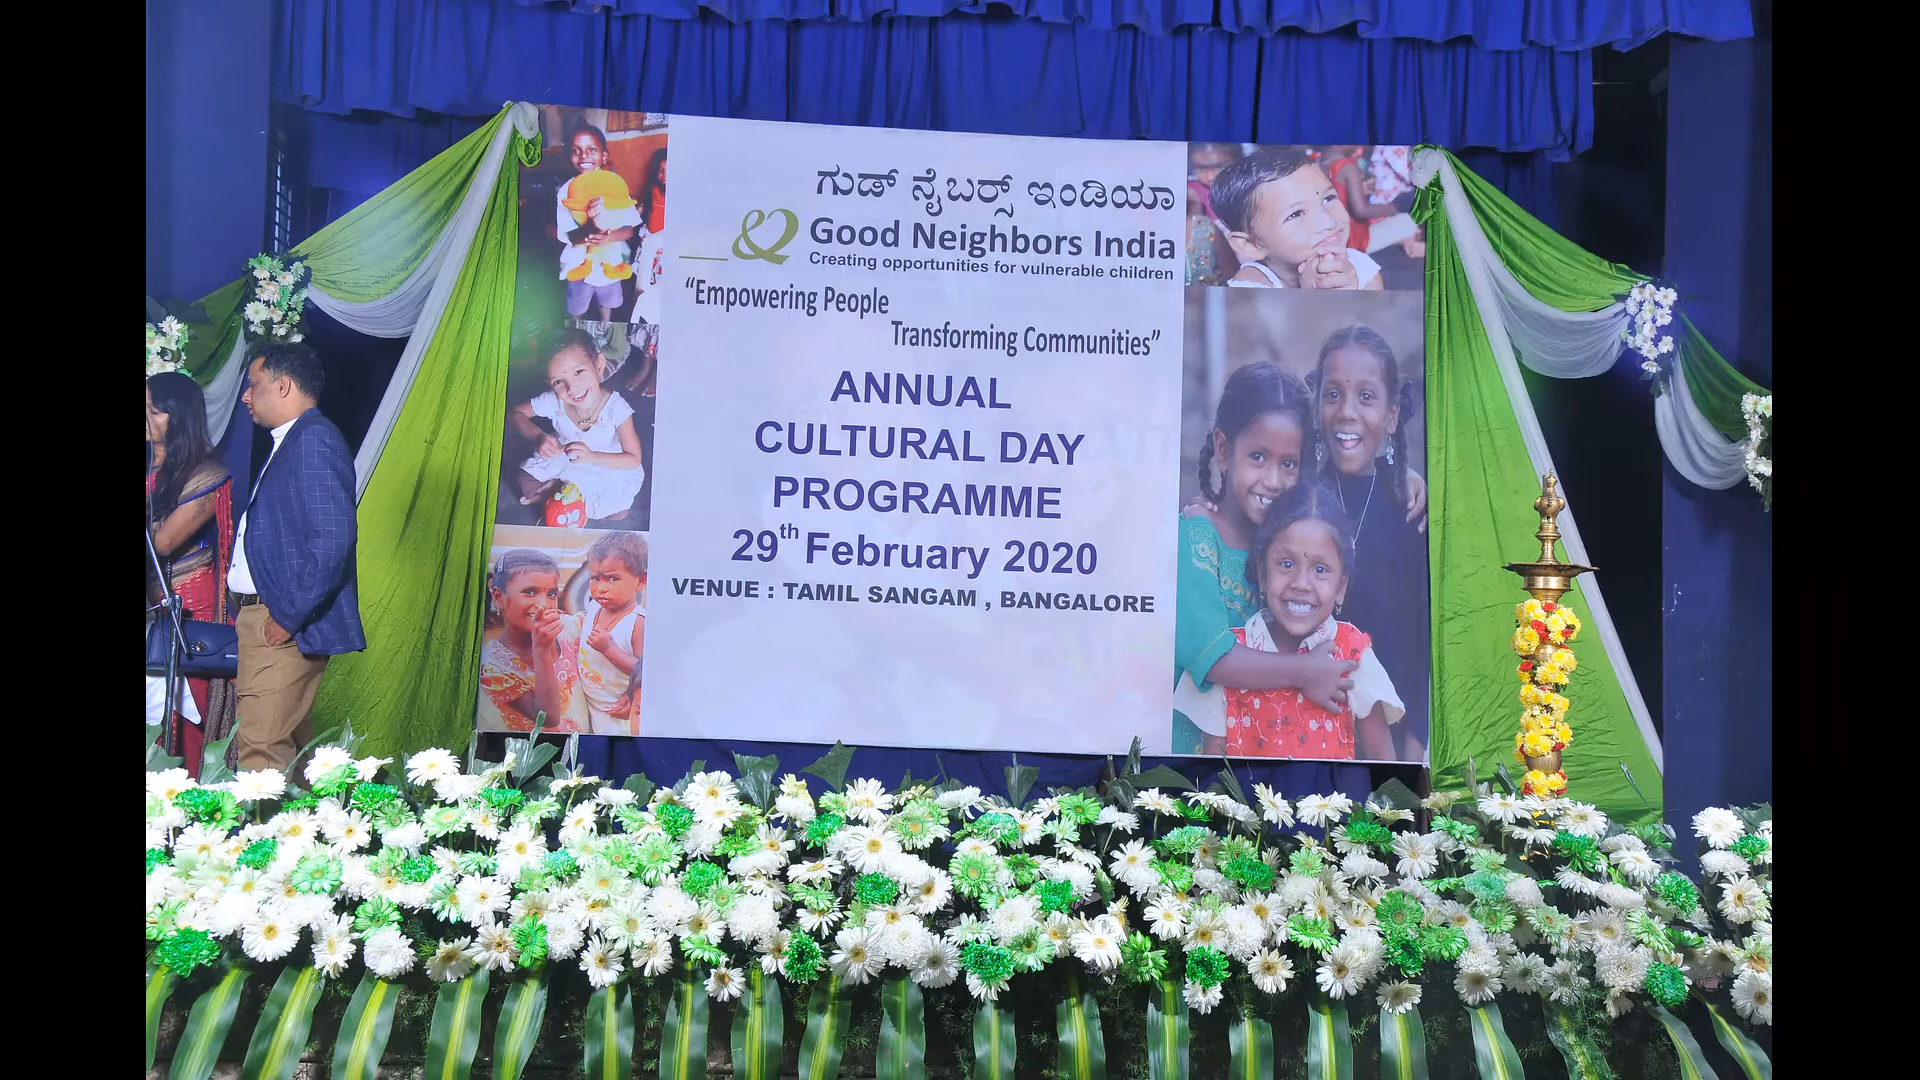 ಗುಡ್ ನೈಬರ್ಸ್ ಇಂಡಿಯಾ
Good Neighbors India
Creating opportunities for vulnerable children
“Empowering People
Transforming Communities”
ANNUAL
CULTURAL DAY
PROGRAMME
29th February 2020
VENUE : TAMIL SANGAM , BANGALORE